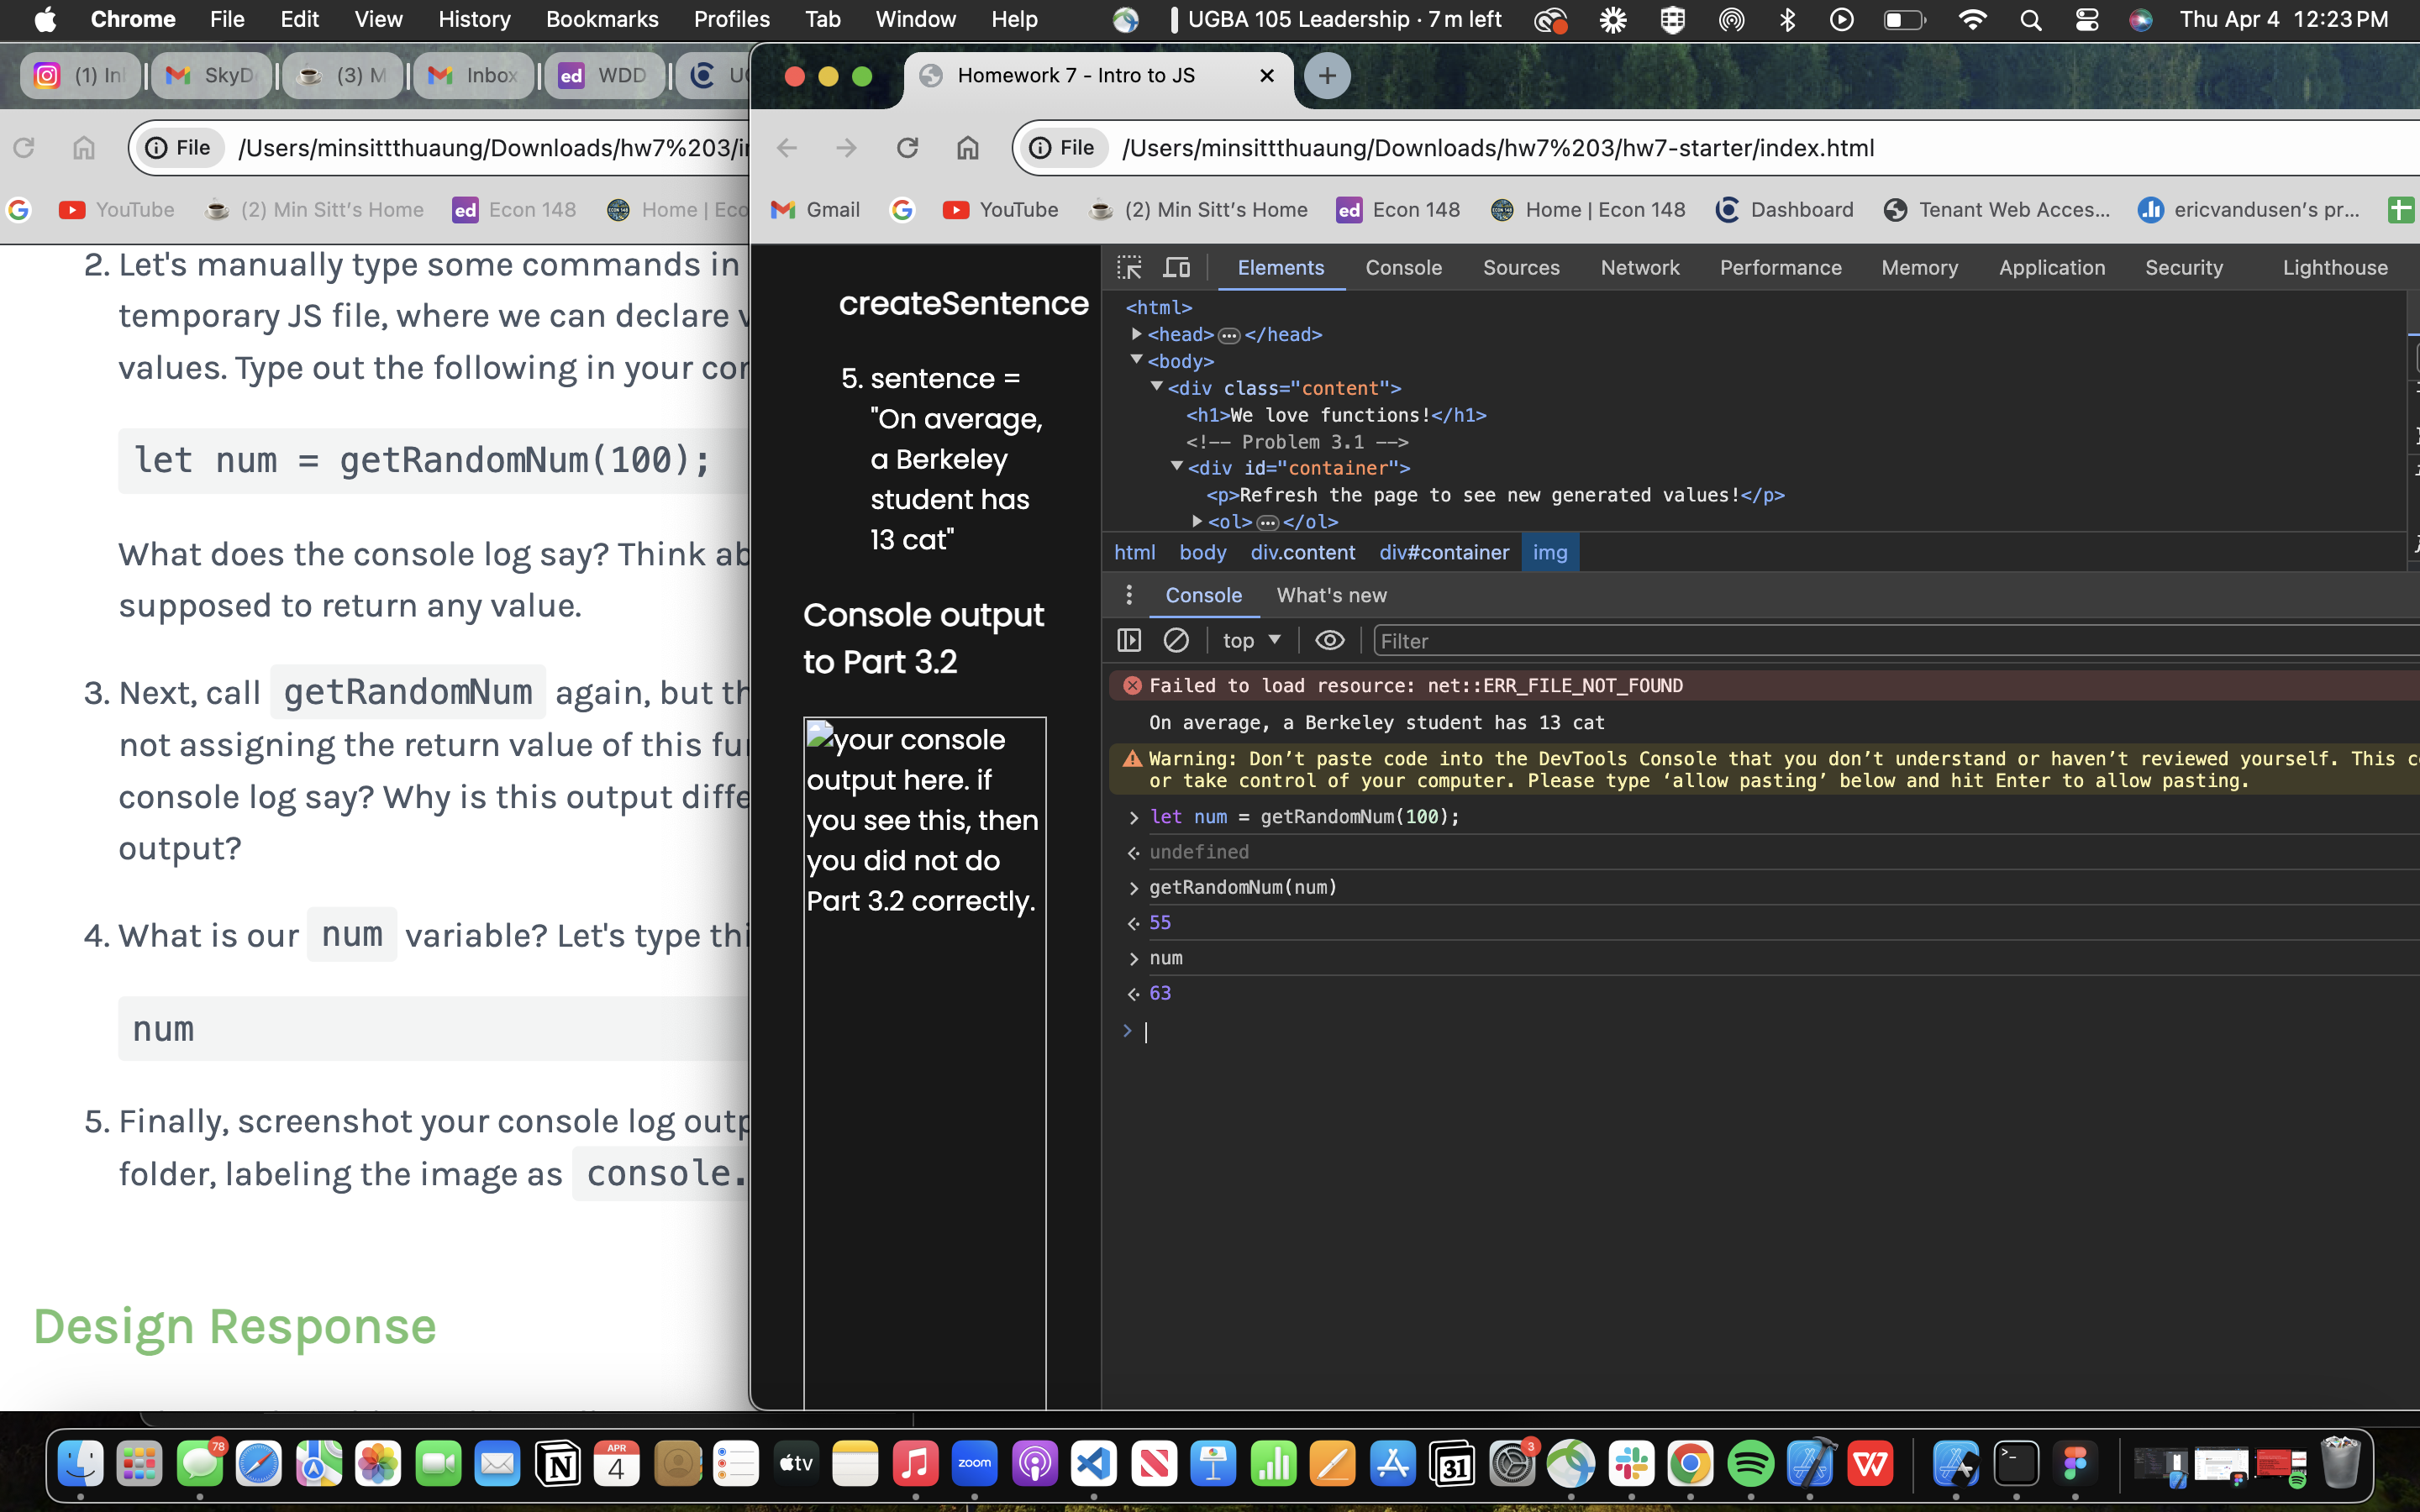 Chrome File Edit View History Bookmarks Profiles Tab Window Help UGBA 105 Leadership · 7 m left Thu Apr 4 12:23 PM
(1) In SkyD (3) M Inbox ed WDD
Homework 7 - Intro to JS
File /Users/minsittthuaung/Downloads/hw7%203/
File /Users/minsittthuaung/Downloads/hw7%203/hw7-starter/index.html
YouTube (2) Min Sitt's Home ed Econ 148 Home | Eco
Gmail YouTube (2) Min Sitt's Home ed Econ 148 Home | Econ 148 Dashboard Tenant Web Acces... ericvandusen's pr...
2. Let's manually type some commands in
temporary JS file, where we can declare
values. Type out the following in your
let num = getRandomNum(100);
What does the console log say? Think
supposed to return any value.
3. Next, call getRandomNum again, but
not assigning the return value of this
console log say? Why is this output
output?
4. What is our num variable? Let's type
num
5. Finally, screenshot your console log
folder, labeling the image as console.
Design Response
createSentence
5. sentence =
"On average,
a Berkeley
student has
13 cat"
Console output
to Part 3.2
your console
output here. if
you see this, then
you did not do
Part 3.2 correctly.
Elements Console Sources Network Performance Memory Application Security Lighthouse
<html>
<head> ••• </head>
<body>
<div class="content">
<h1>We love functions!</h1>
<!-- Problem 3.1 -->
<div id="container">
<p>Refresh the page to see new generated values!</p>
<ol> ••• </ol>
html body div.content div#container img
Console What's new
top Filter
Failed to load resource: net::ERR_FILE_NOT_FOUND
On average, a Berkeley student has 13 cat
Warning: Don’t paste code into the DevTools Console that you don’t understand or haven’t reviewed yourself. This
or take control of your computer. Please type ‘allow pasting’ below and hit Enter to allow pasting.
> let num = getRandomNum(100);
undefined
> getRandomNum(num)
55
> num
63
>
78 APR 4 tv zoom 31 3